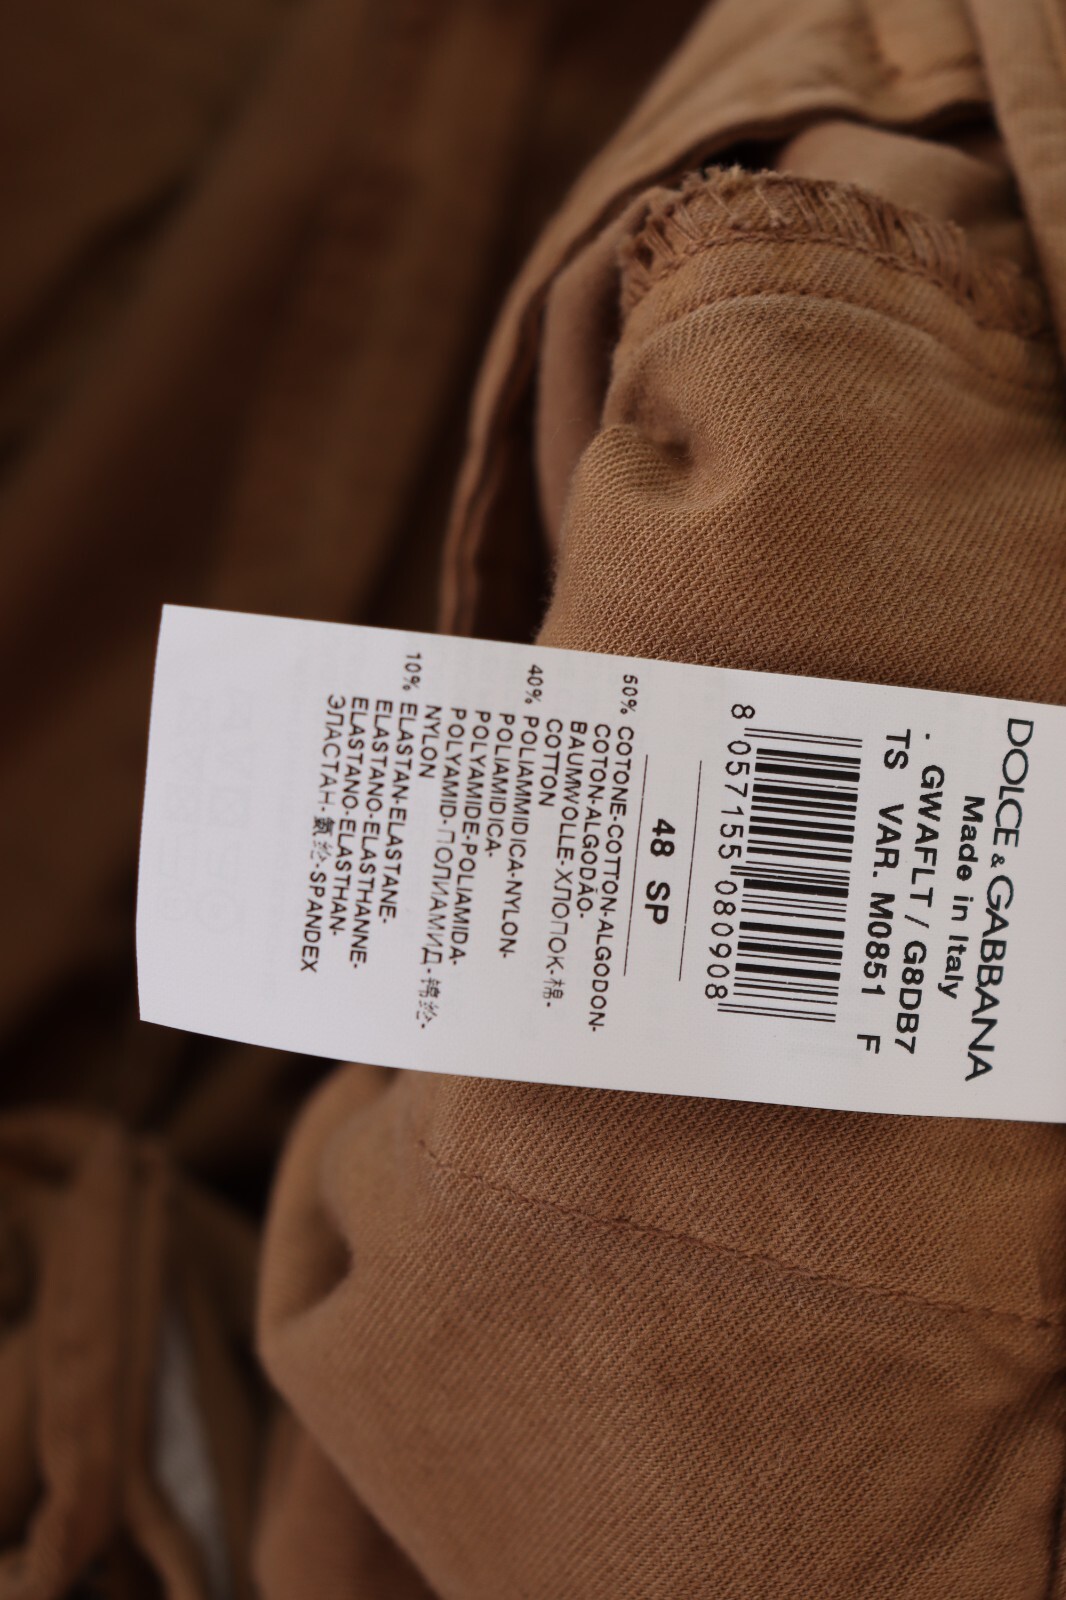 DOLCE & GABBANA
Made in Italy
. GWAFLT / G8DB7
TS VAR. M0851 F
8 057155 080908
48 SP
50% COTONE-COTTON-ALGODON-
COTON-ALGODÃO-
BAUMWOLLE-ХЛОПОК-棉-
COTTON
40% POLIAMMIDICA-NYLON-
POLIAMIDICA-
POLYAMIDE-POLIAMIDA-
POLYAMID-ПОЛИАМИД-锦纶-
NYLON
10% ELASTAN-ELASTANE-
ELASTANO-ELASTHANNE-
ELASTANO-ELASTHAN-
ЭЛАСТАН-氨纶-SPANDEX